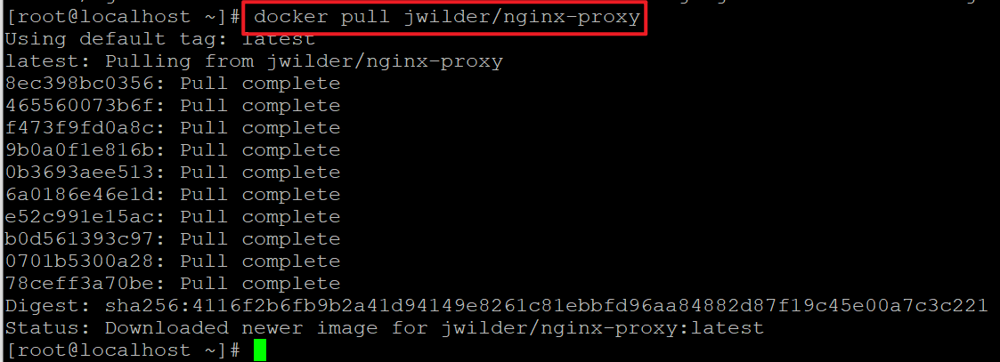 [root@localhost ~]# docker pull jwilder/nginx-proxy
Using default tag: latest
latest: Pulling from jwilder/nginx-proxy
8ec398bc0356: Pull complete
465560073b6f: Pull complete
f473f9fd0a8c: Pull complete
9b0a0f1e816b: Pull complete
0b3693aee513: Pull complete
6a0186e46e1d: Pull complete
e52c991e15ac: Pull complete
b0d561393c97: Pull complete
0701b5300a28: Pull complete
78ceff3a70be: Pull complete
Digest: sha256:4116f2b6fb9b2a41d94149e8261c81ebbfd96aa84882d87f19c45e00a7c3c221
Status: Downloaded newer image for jwilder/nginx-proxy:latest
[root@localhost ~]#